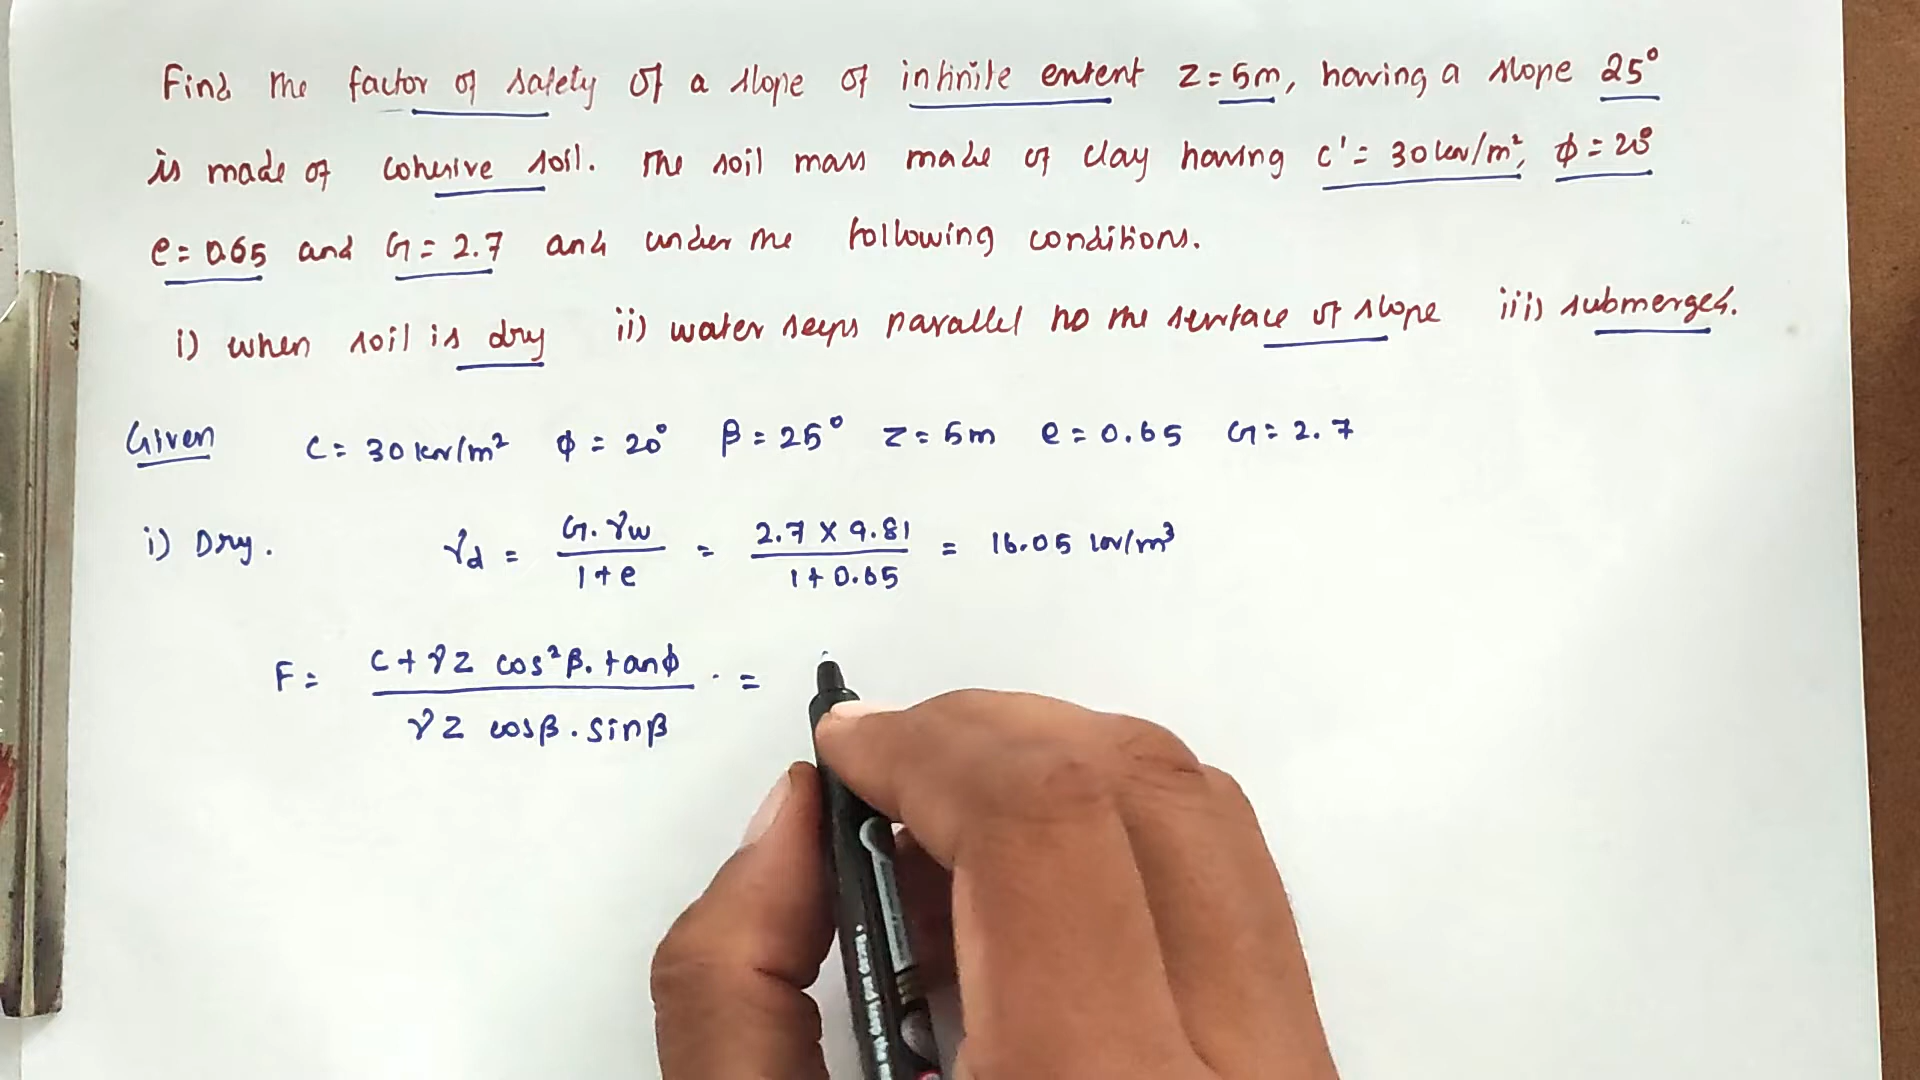 Find the factor of safety of a slope of infinite extent z = 5m, having a slope 25°
is made of cohesive soil. The soil mass made of clay having c' = 30 kN/m², ϕ = 20°
e = 0.65 and G = 2.7 and under the following conditions.
i) when soil is dry ii) water seeps parallel to the surface of slope iii) submerged.
Given C = 30 kN/m² ϕ = 20° β = 25° z = 5m e = 0.65 G = 2.7
i) Dry. γd = G.γw / 1+e = 2.7 × 9.81 / 1+0.65 = 16.05 kN/m³
F = C + γz cos²β. tanϕ / γz cosβ. sinβ =